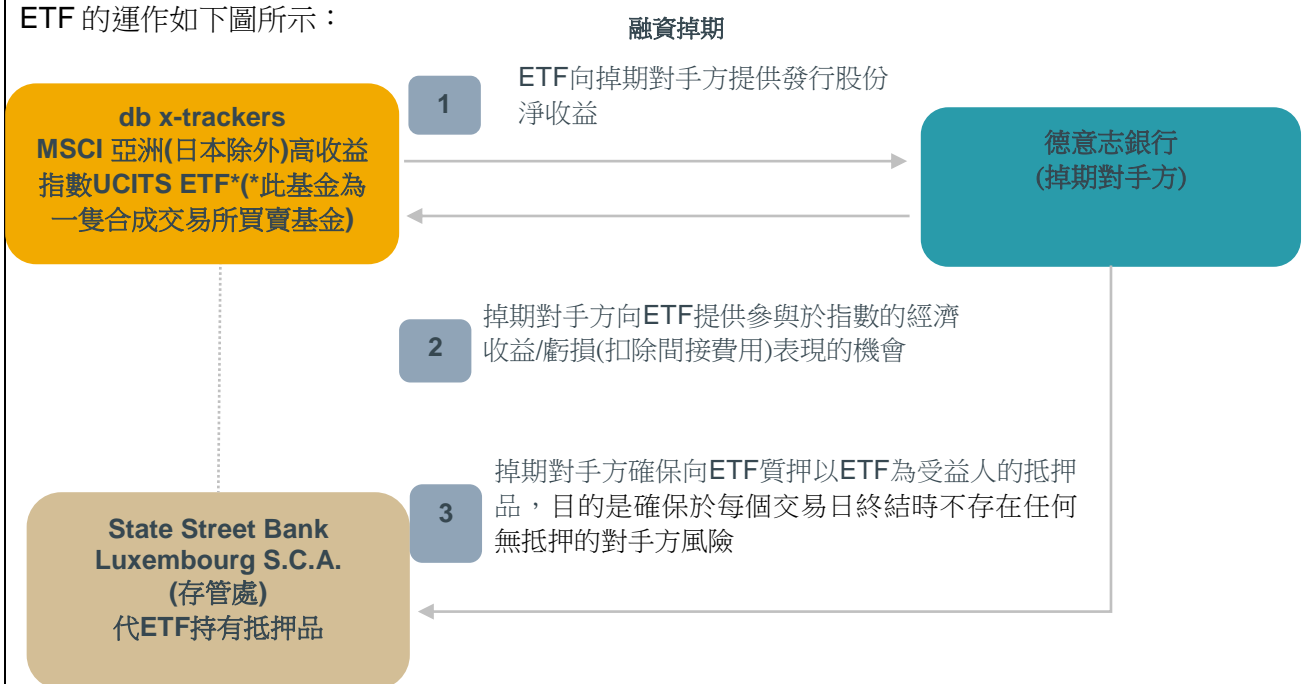 ETF 的運作如下圖所示：
融資掉期
1
ETF向掉期對手方提供發行股份
淨收益
db x-trackers
MSCI 亞洲(日本除外)高收益
指數UCITS ETF*(*此基金為
一隻合成交易所買賣基金)
德意志銀行
(掉期對手方)
2
掉期對手方向ETF提供參與於指數的經濟
收益/虧損(扣除間接費用)表現的機會
3
掉期對手方確保向ETF質押以ETF為受益人的抵押
品，目的是確保於每個交易日終結時不存在任何
無抵押的對手方風險
State Street Bank
Luxembourg S.C.A.
(存管處)
代ETF持有抵押品